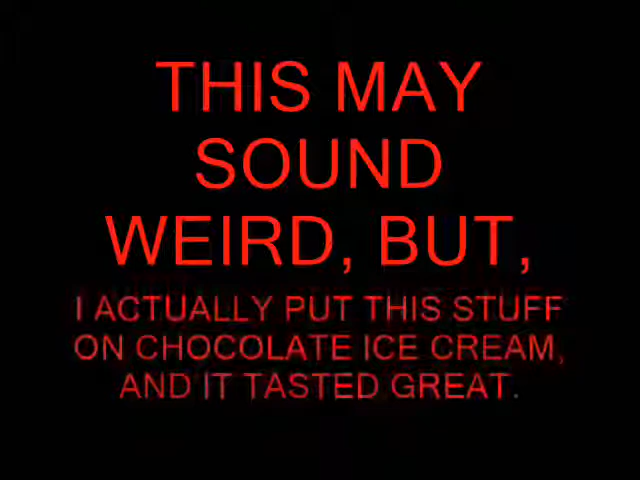 THIS MAY
SOUND
WEIRD, BUT,
I ACTUALLY PUT THIS STUFF
ON CHOCOLATE ICE CREAM,
AND IT TASTED GREAT.